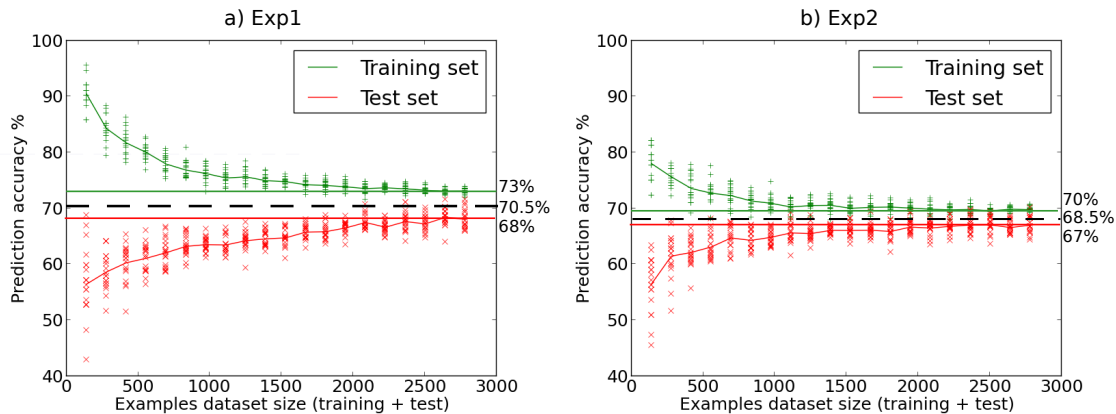 a) Exp1
100
90
80
70
60
50
40
Prediction accuracy %
Training set
Test set
73%
70.5%
68%
0 500 1000 1500 2000 2500 3000
Examples dataset size (training + test)
b) Exp2
100
90
80
70
60
50
40
Prediction accuracy %
Training set
Test set
70%
68.5%
67%
0 500 1000 1500 2000 2500 3000
Examples dataset size (training + test)